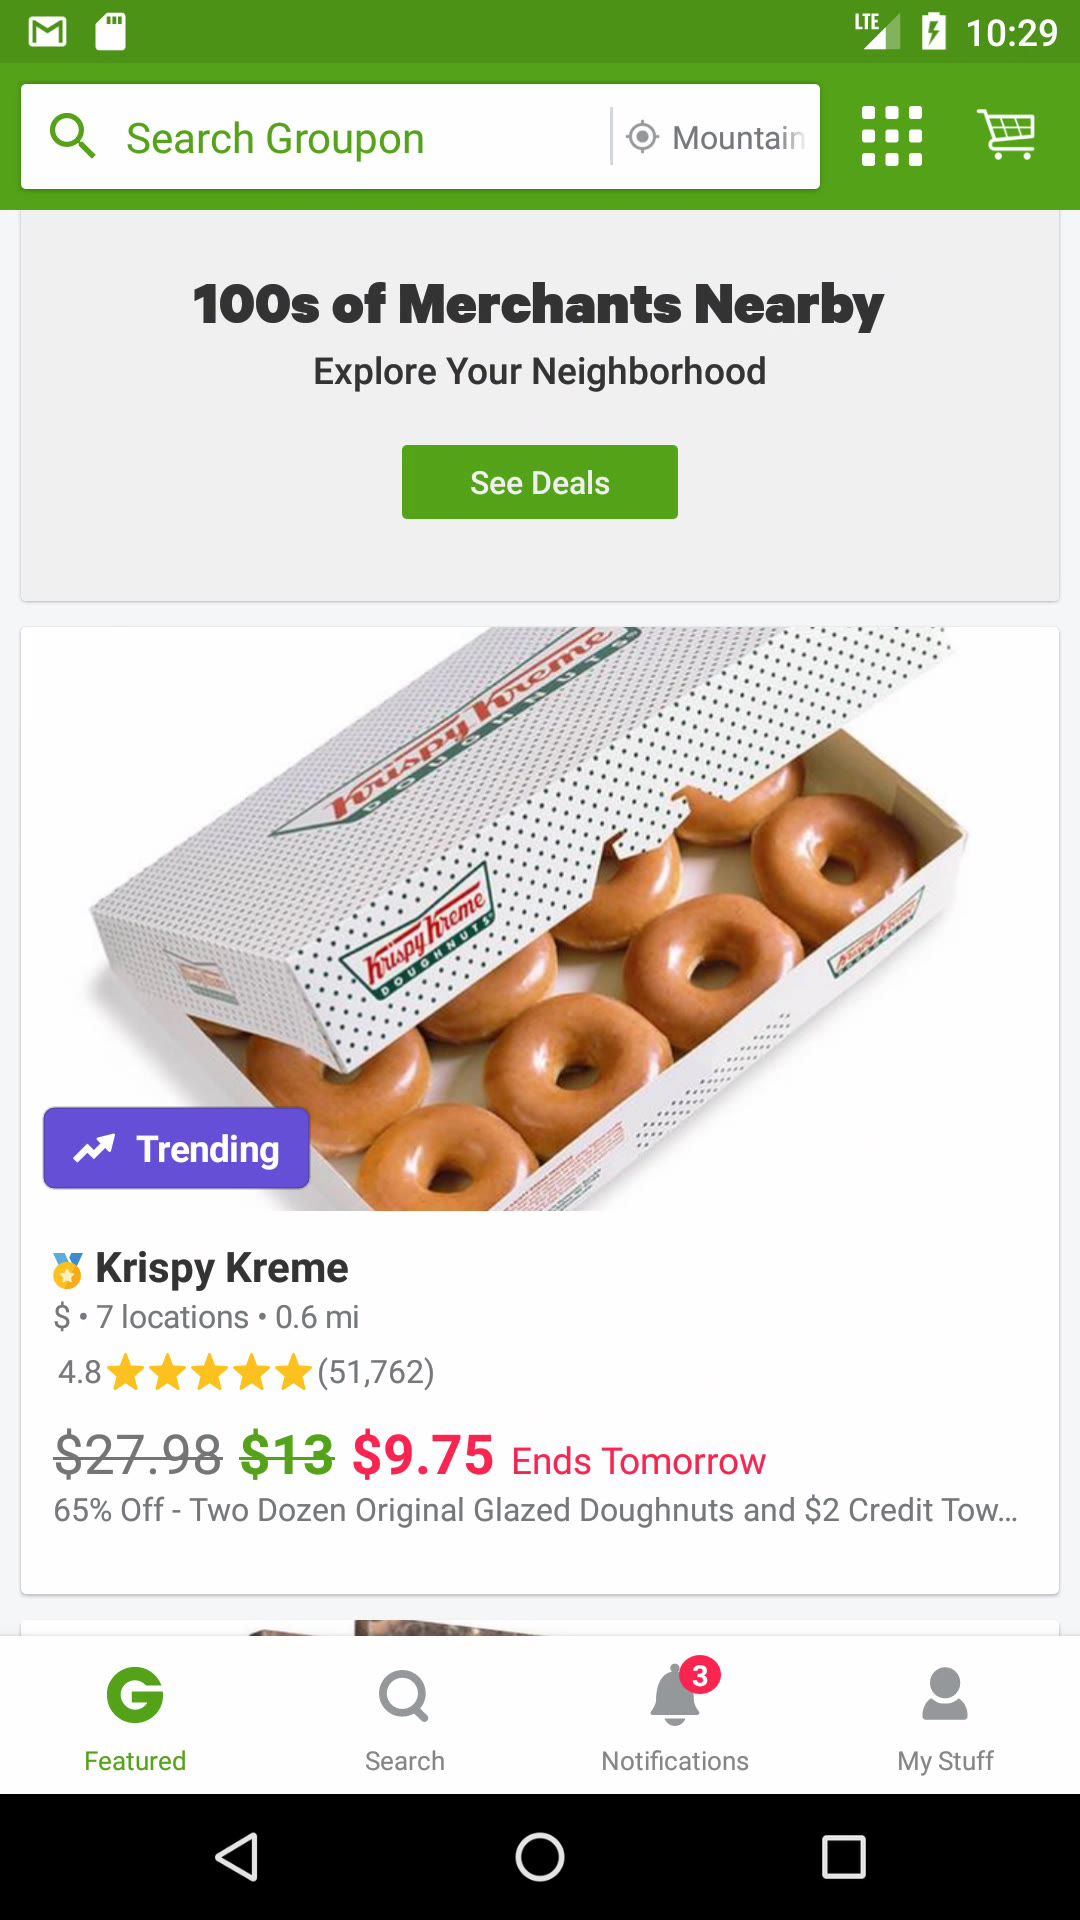 LTE 10:29
Search Groupon Mountain
100s of Merchants Nearby
Explore Your Neighborhood
See Deals
Krispy Kreme
DOUGHNUTS
Krispy Kreme
DOUGHNUTS
Krispy Kreme
Trending
Krispy Kreme
$ • 7 locations • 0.6 mi
4.8 (51,762)
$27.98 $13 $9.75 Ends Tomorrow
65% Off - Two Dozen Original Glazed Doughnuts and $2 Credit Tow...
3
Featured Search Notifications My Stuff